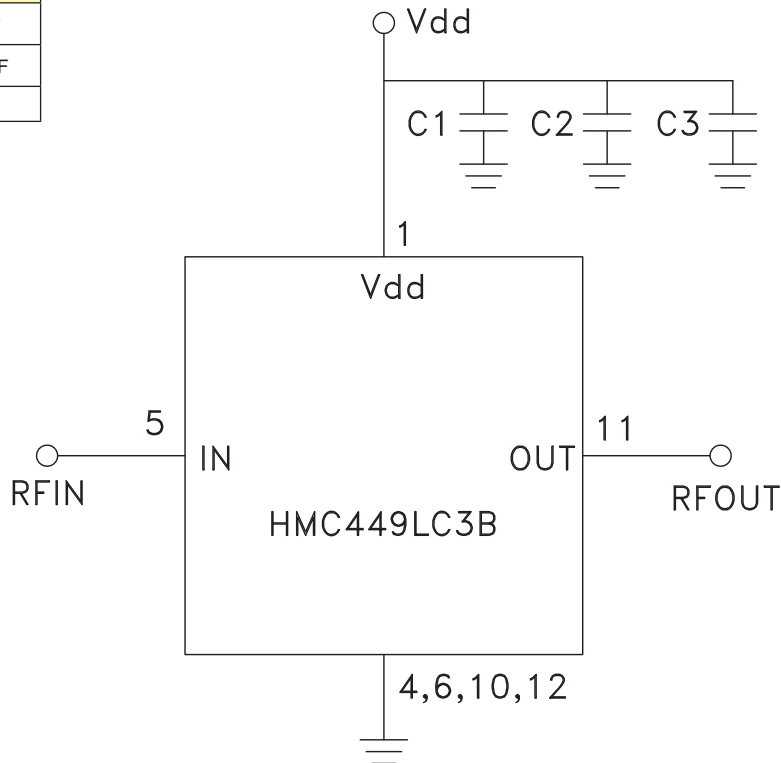 F
Vdd
C1
C2
C3
1
Vdd
5
11
IN
OUT
RFIN
RFOUT
HMC449LC3B
4,6,10,12